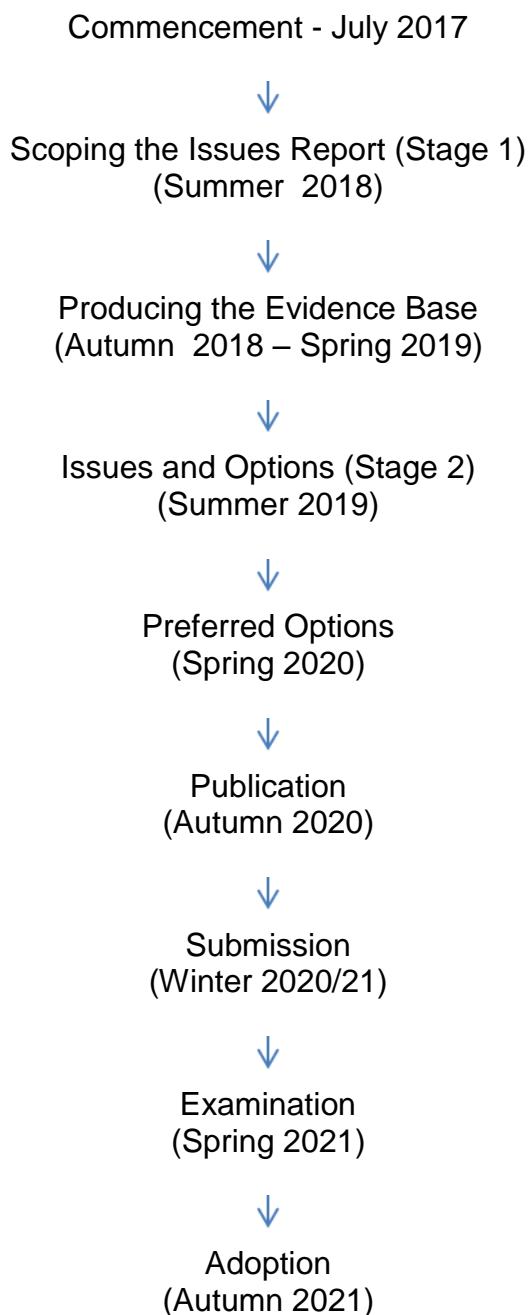 Commencement - July 2017
Scoping the Issues Report (Stage 1)
(Summer 2018)
Producing the Evidence Base
(Autumn 2018 – Spring 2019)
Issues and Options (Stage 2)
(Summer 2019)
Preferred Options
(Spring 2020)
Publication
(Autumn 2020)
Submission
(Winter 2020/21)
Examination
(Spring 2021)
Adoption
(Autumn 2021)